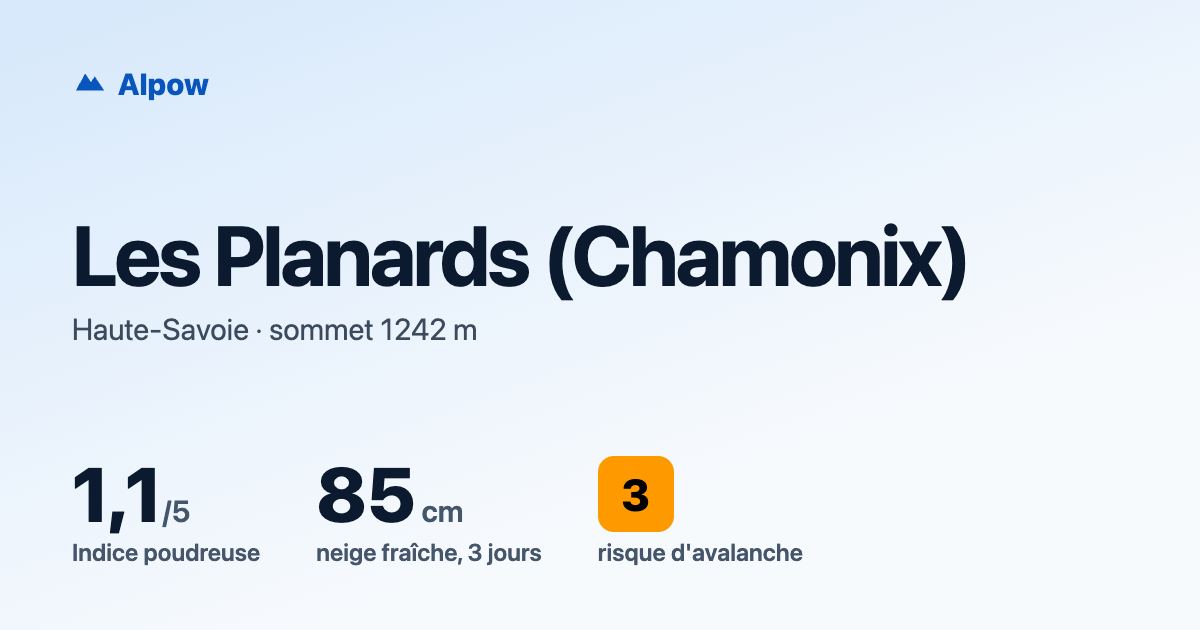 Alpow
Les Planards (Chamonix)
Haute-Savoie · sommet 1242 m
1,1/5
Indice poudreuse
85 cm
neige fraîche, 3 jours
3
risque d'avalanche